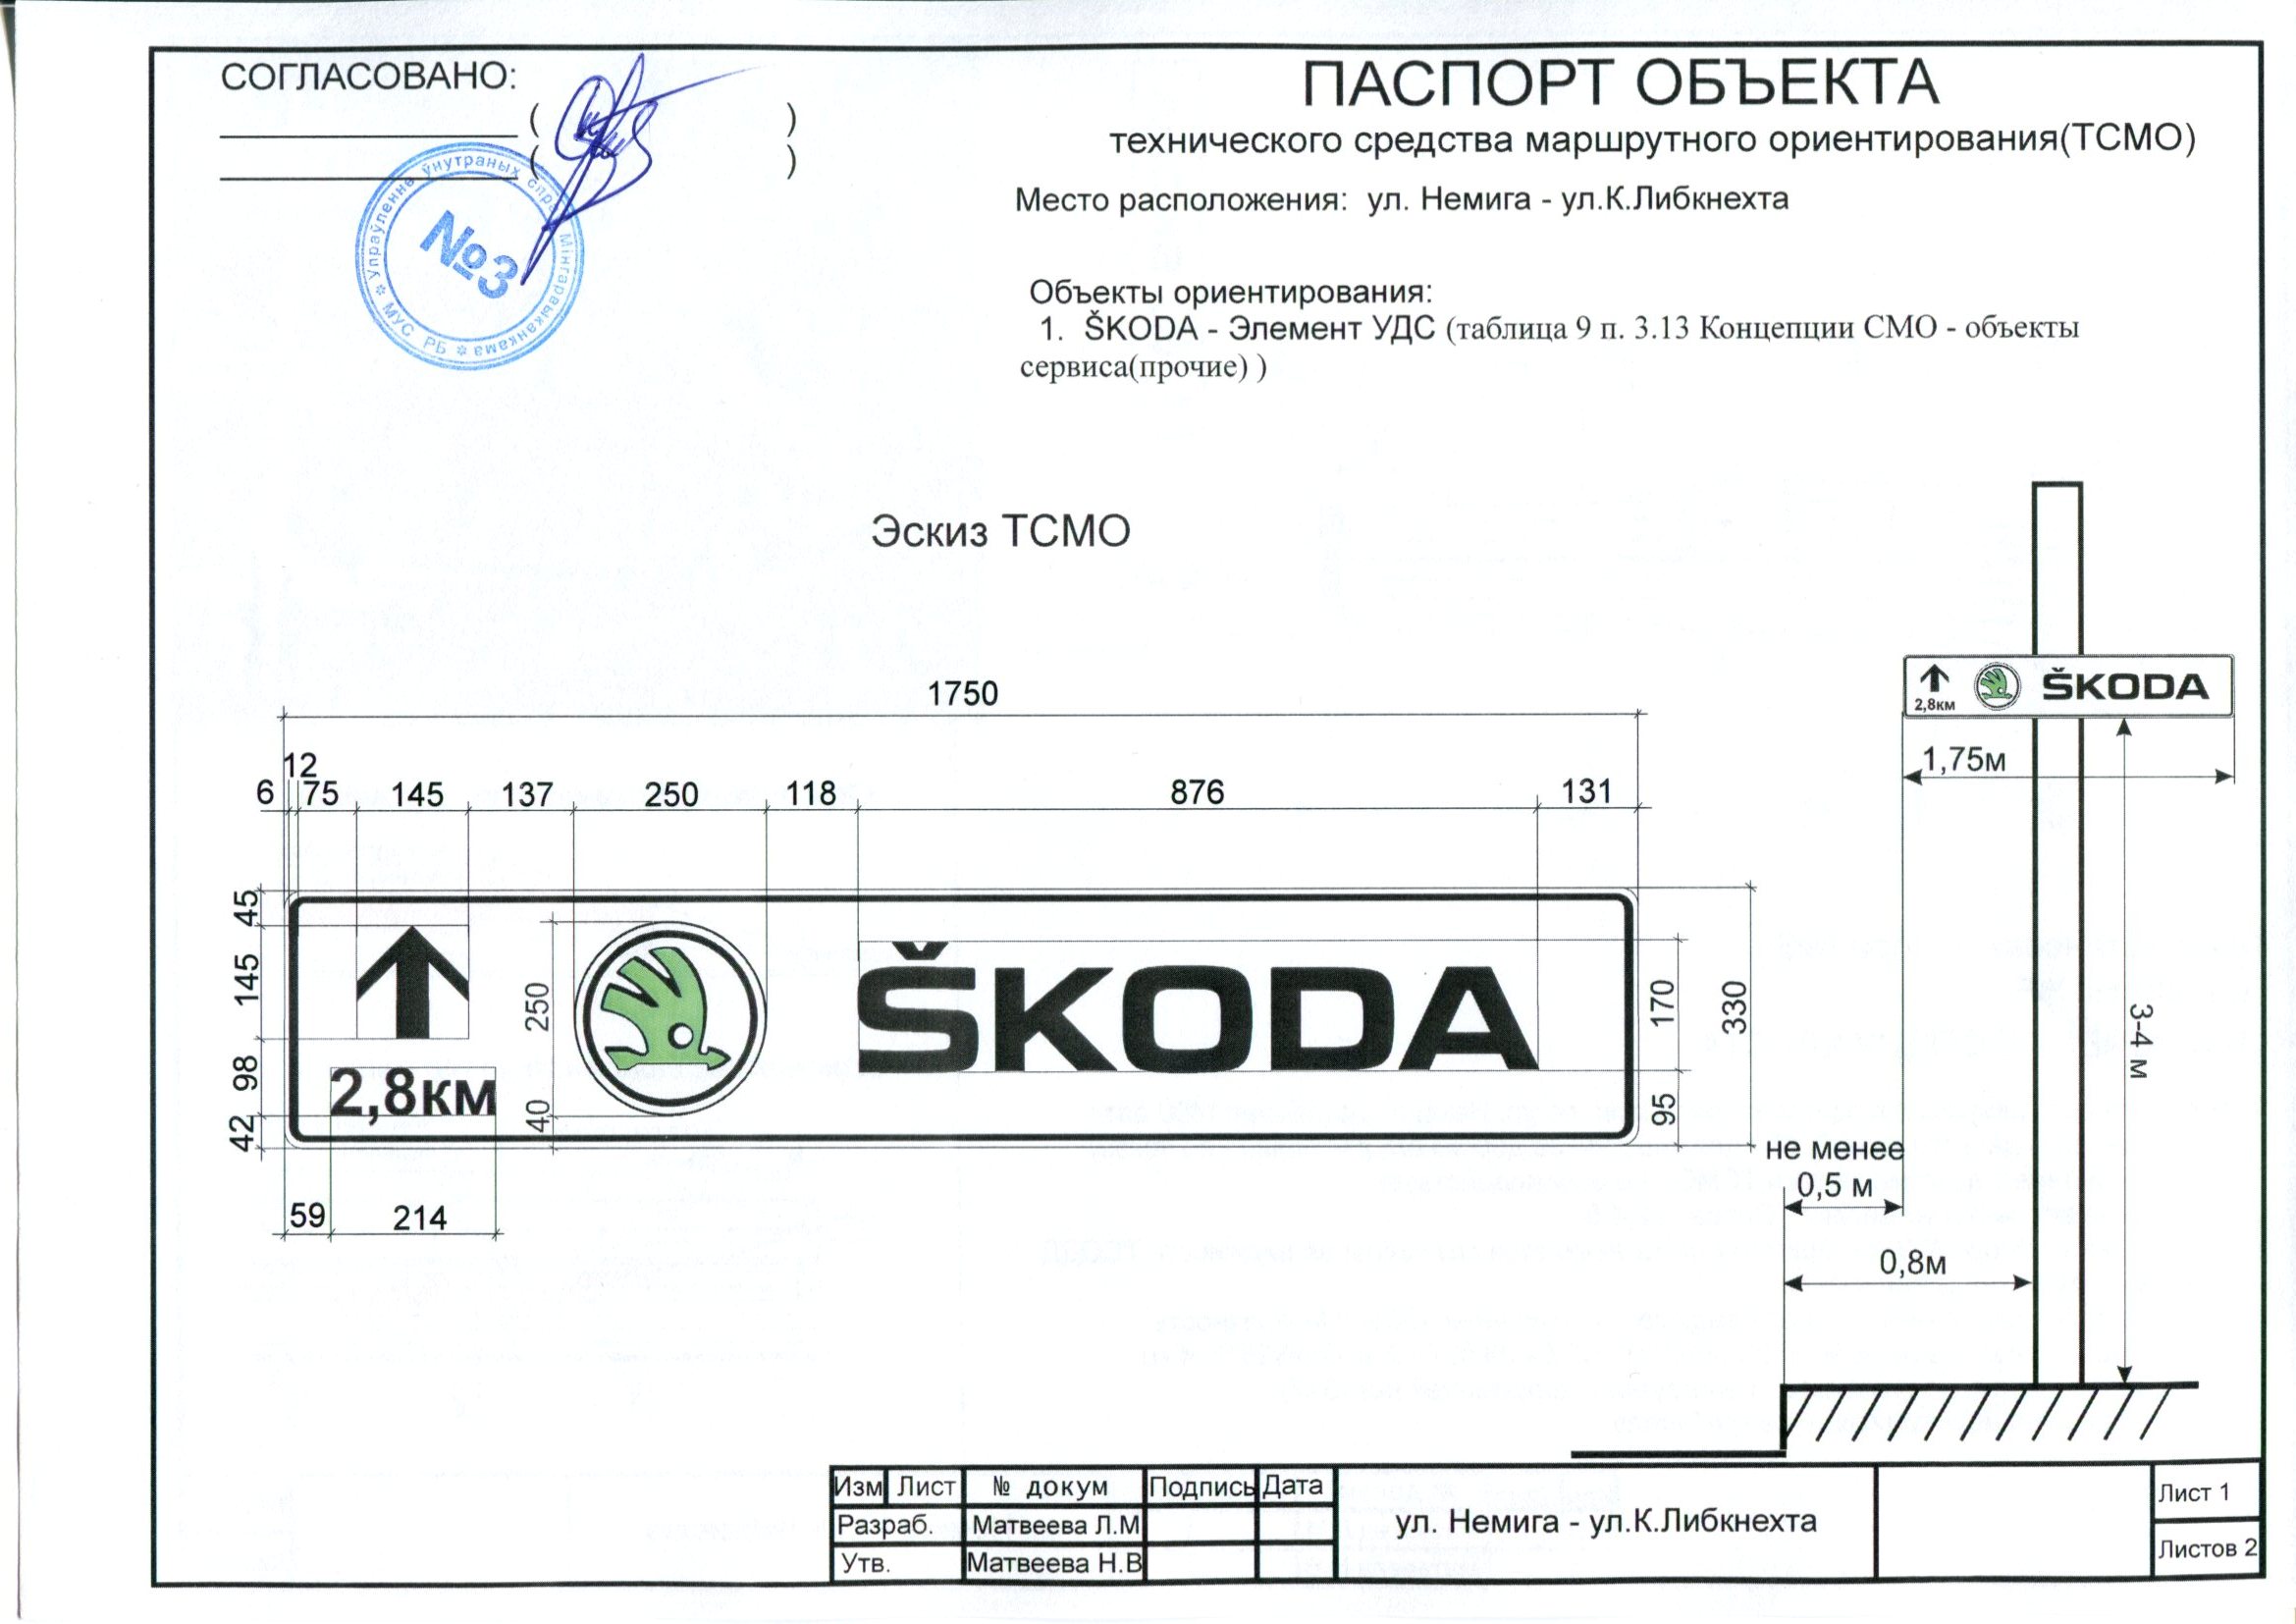 СОГЛАСОВАНО:
( )
( )
Упраўленне ўнутраных спраў Мінгарвыканкама
МУС РБ
№3
ПАСПОРТ ОБЪЕКТА
технического средства маршрутного ориентирования(ТСМО)
Место расположения: ул. Немига - ул.К.Либкнехта
Объекты ориентирования:
1. ŠKODA - Элемент УДС (таблица 9 п. 3.13 Концепции СМО - объекты
сервиса(прочие) )
Эскиз ТСМО
1750
12
6 75 145 137 250 118 876 131
45
145
98
42
2,8км
250
40
ŠKODA
170
95
330
59 214
2,8км
ŠKODA
1,75м
3-4 м
не менее
0,5 м
0,8м
Изм Лист № докум Подпись Дата
Разраб. Матвеева Л.М
Утв. Матвеева Н.В
ул. Немига - ул.К.Либкнехта
Лист 1
Листов 2